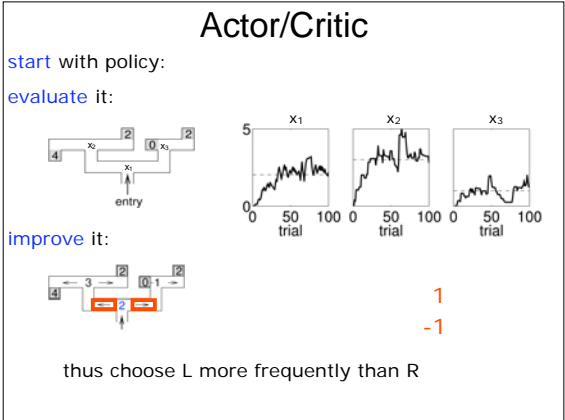 Actor/Critic
start with policy:
evaluate it:
x₁ x₂ x₃
2 0 x₃ 2
x₂
4
x₁
entry
5
0
0 50 100 0 50 100 0 50 100
trial trial trial
improve it:
2 2
3 0 1
4
2
1
-1
thus choose L more frequently than R